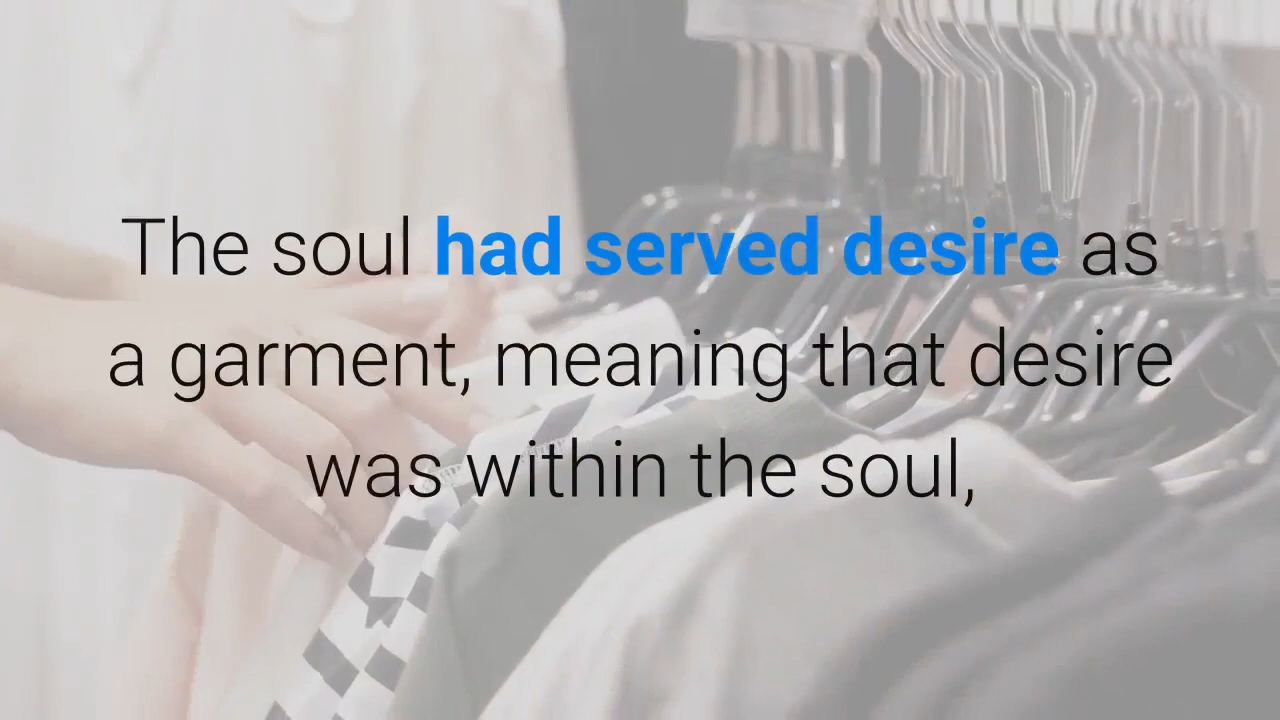 The soul had served desire as
a garment, meaning that desire
was within the soul,